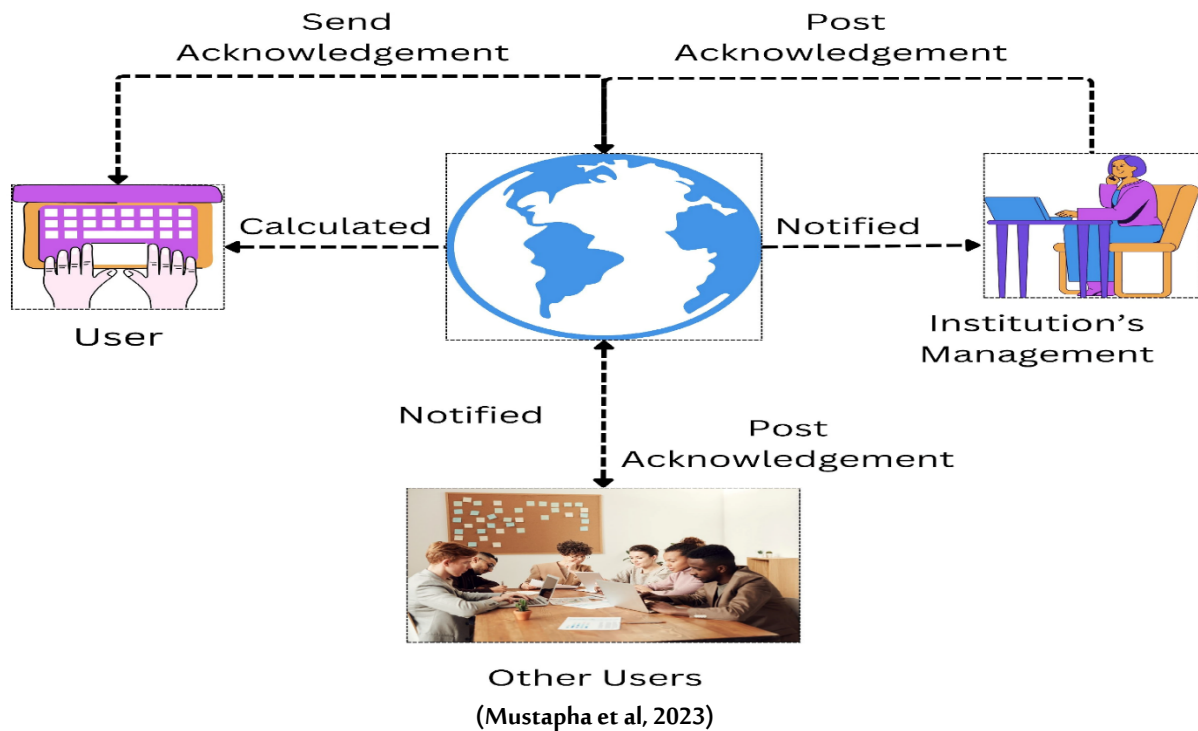 Send
Acknowledgement
Post
Acknowledgement
Calculated
Notified
User
Institution’s
Management
Notified
Post
Acknowledgement
Other Users
(Mustapha et al, 2023)